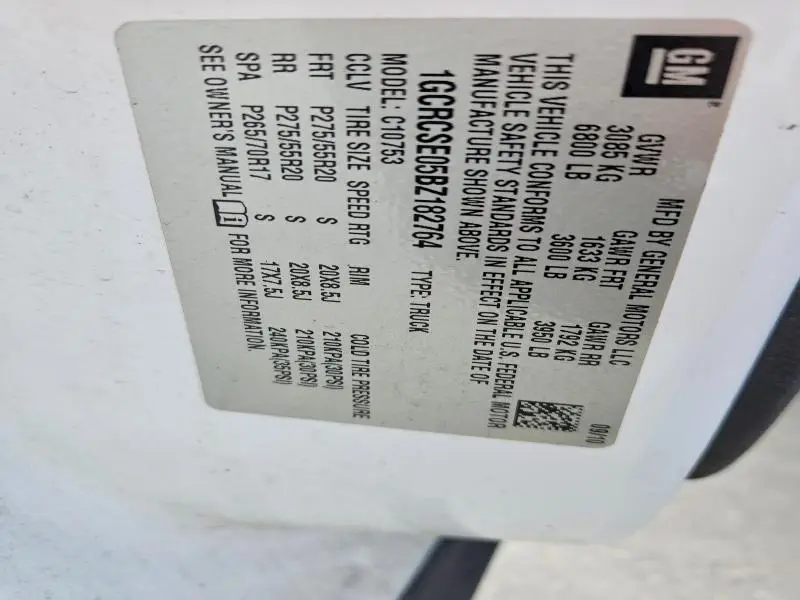 GM®
MFD BY GENERAL MOTORS LLC 09/10
GVWR GAWR FRT GAWR RR
3085 KG 1633 KG 1792 KG
6800 LB 3600 LB 3950 LB
THIS VEHICLE CONFORMS TO ALL APPLICABLE U.S. FEDERAL MOTOR
VEHICLE SAFETY STANDARDS IN EFFECT ON THE DATE OF
MANUFACTURE SHOWN ABOVE.
1GCRCSE05BZ182764 TYPE: TRUCK
MODEL: C10753
CCLV TIRE SIZE SPEED RTG RIM COLD TIRE PRESSURE
FRT P275/55R20 S 20X8.5J 210KPA(30PSI)
RR P275/55R20 S 20X8.5J 210KPA(30PSI)
SPA P265/70R17 S 17X7.5J 240KPA(35PSI)
SEE OWNER'S MANUAL FOR MORE INFORMATION.